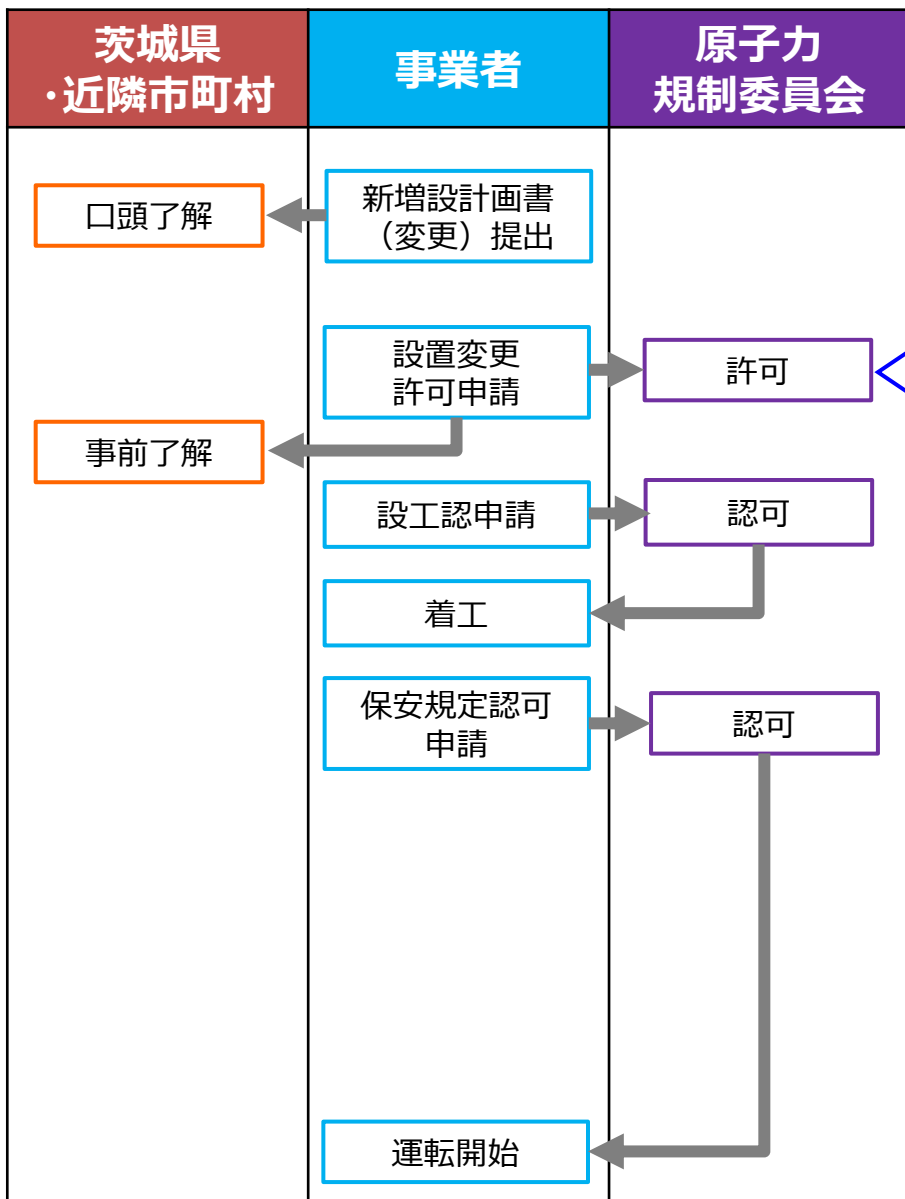 茨城県
・近隣市町村
事業者
原子力
規制委員会
口頭了解
新増設計画書
（変更）提出
設置変更
許可申請
許可
事前了解
設工認申請
認可
着工
保安規定認可
申請
認可
運転開始